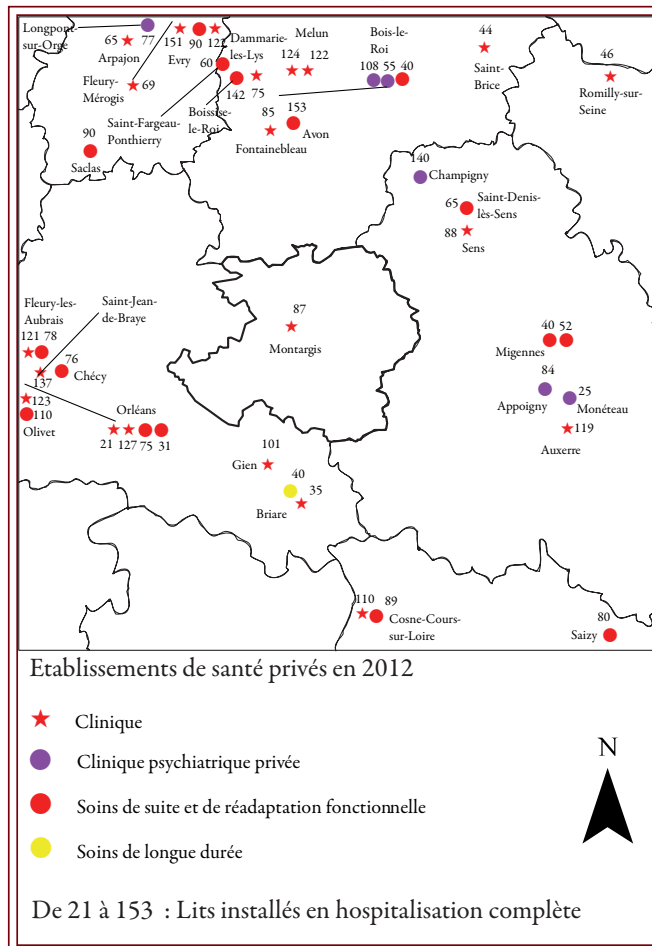 Longpont-
sur-Orge
65
Arpajon
77
151
90
Evry
122
Dammarie-
les-Lys
Melun
124
122
Bois-le-
Roi
108
55
40
44
Saint-
Brice
46
Romilly-sur-
Seine
Fleury-
Mérogis
69
60
Saint-Fargeau-
Ponthierry
142
Boissise-
le-Roi
75
85
Fontainebleau
153
Avon
90
Saclas
140
Champigny
65
Saint-Denis-
lès-Sens
88
Sens
Fleury-les-
Aubrais
121
78
Saint-Jean-
de-Braye
76
Chécy
137
123
110
Olivet
Orléans
21
127
75
31
87
Montargis
40
52
Migennes
84
Appoigny
25
Monéteau
119
Auxerre
101
Gien
40
35
Briare
110
89
Cosne-Cours-
sur-Loire
80
Saizy
Etablissements de santé privés en 2012
Clinique
Clinique psychiatrique privée
Soins de suite et de réadaptation fonctionnelle
Soins de longue durée
N
De 21 à 153 : Lits installés en hospitalisation complète